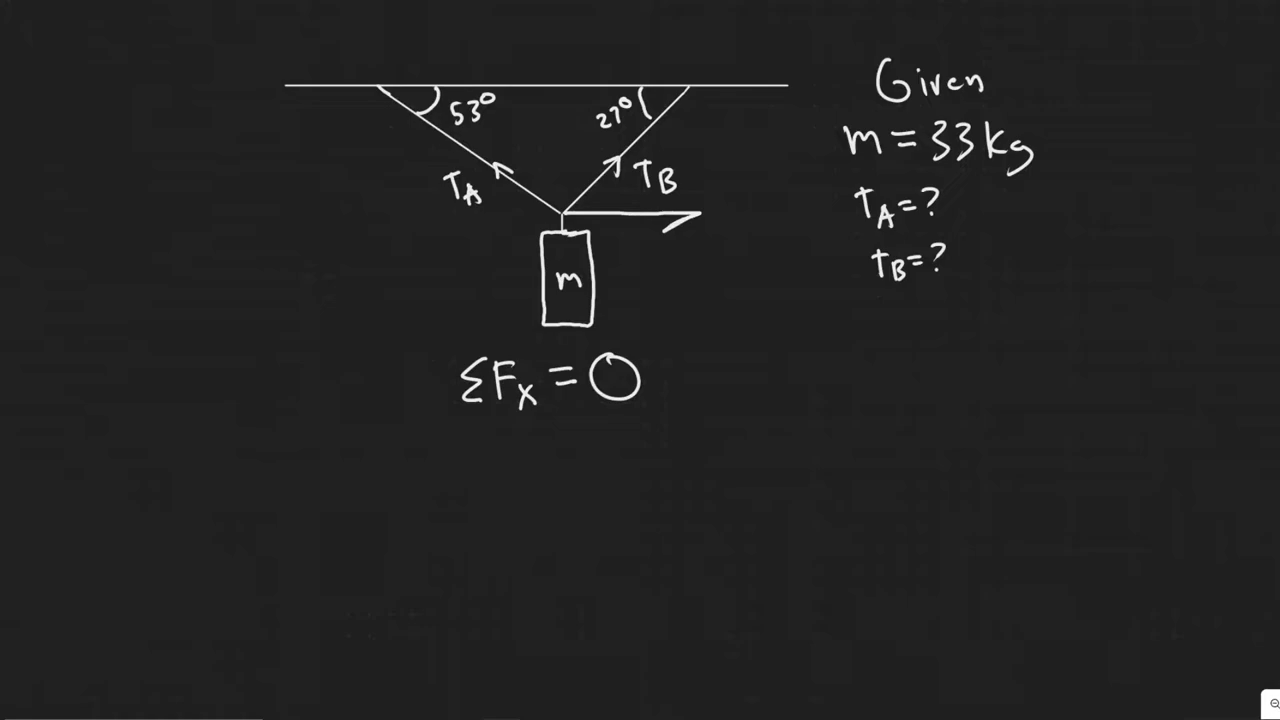 Given
53° 27°
m = 33 kg
T_A T_B
T_A = ?
T_B = ?
m
ΣF_x = 0